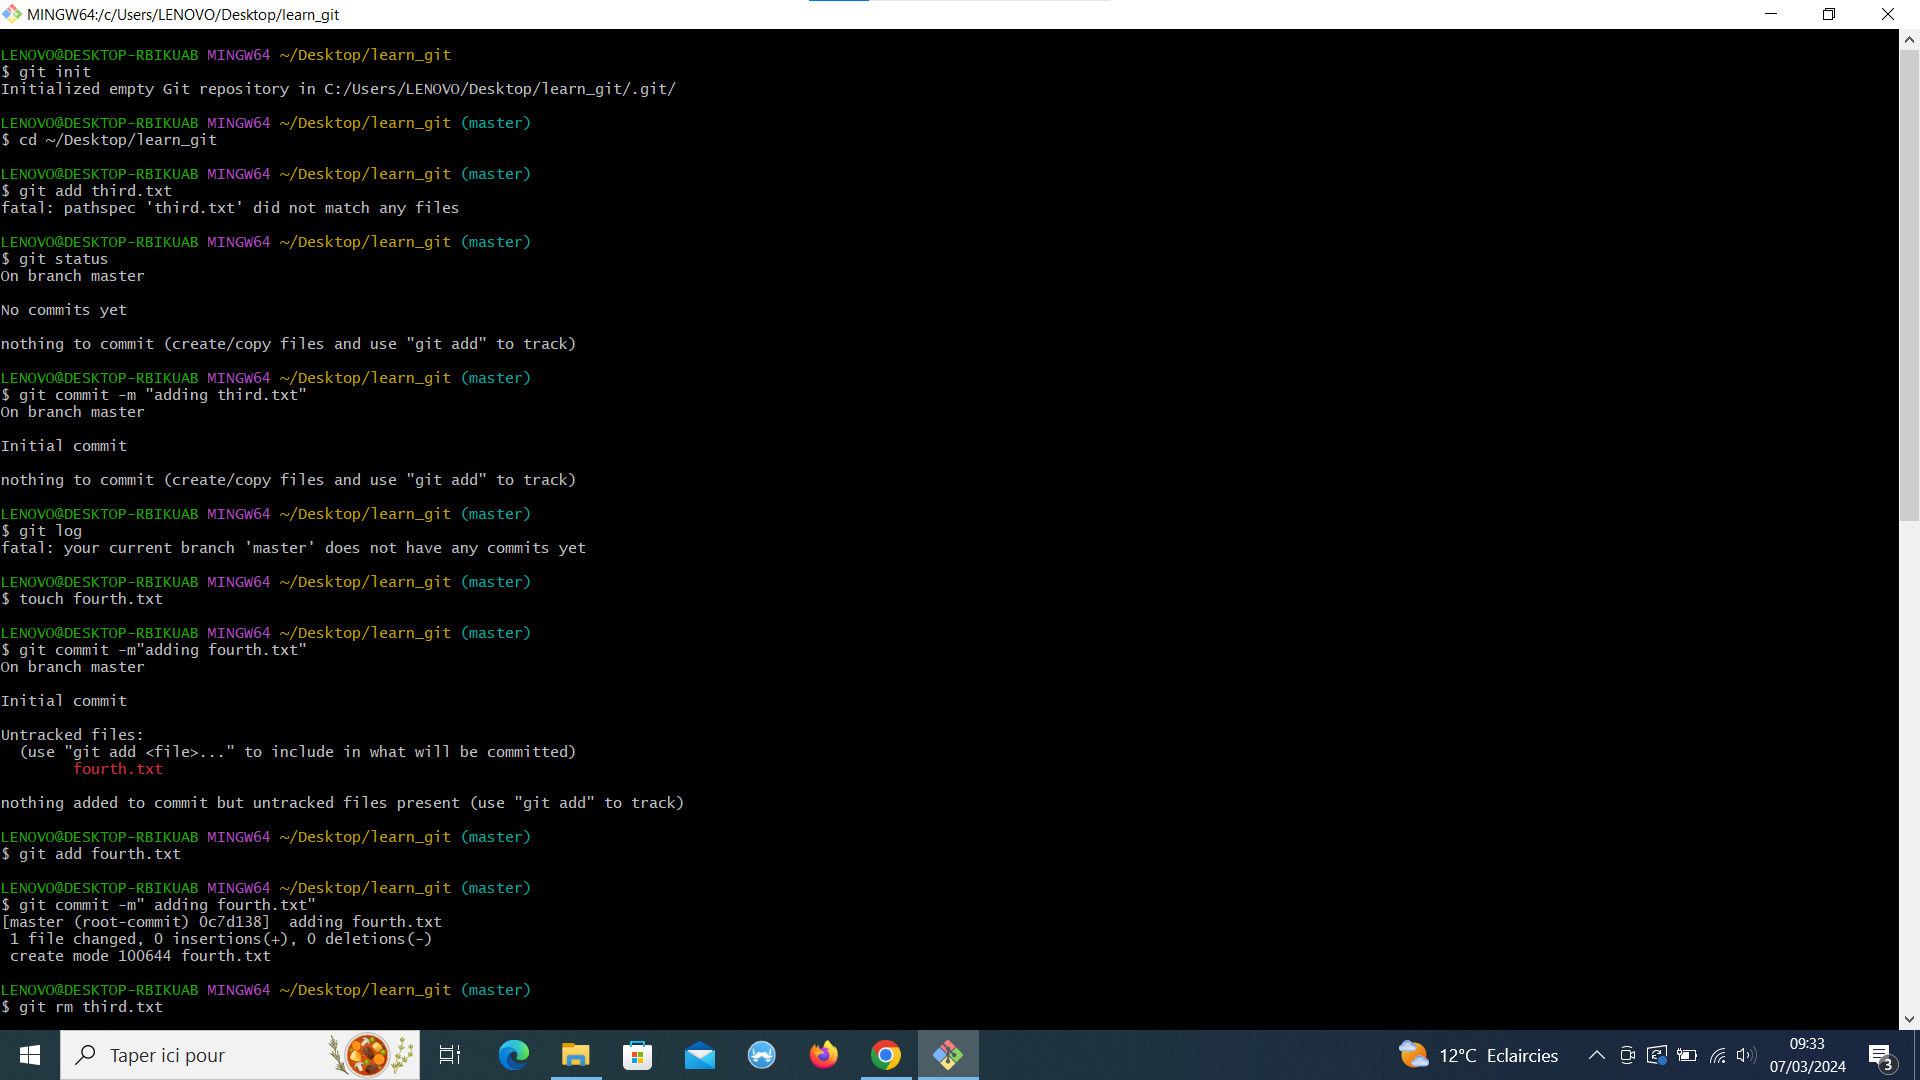 MINGW64:/c/Users/LENOVO/Desktop/learn_git
LENOVO@DESKTOP-RBIKUAB MINGW64 ~/Desktop/learn_git
$ git init
Initialized empty Git repository in C:/Users/LENOVO/Desktop/learn_git/.git/
LENOVO@DESKTOP-RBIKUAB MINGW64 ~/Desktop/learn_git (master)
$ cd ~/Desktop/learn_git
LENOVO@DESKTOP-RBIKUAB MINGW64 ~/Desktop/learn_git (master)
$ git add third.txt
fatal: pathspec 'third.txt' did not match any files
LENOVO@DESKTOP-RBIKUAB MINGW64 ~/Desktop/learn_git (master)
$ git status
On branch master
No commits yet
nothing to commit (create/copy files and use "git add" to track)
LENOVO@DESKTOP-RBIKUAB MINGW64 ~/Desktop/learn_git (master)
$ git commit -m "adding third.txt"
On branch master
Initial commit
nothing to commit (create/copy files and use "git add" to track)
LENOVO@DESKTOP-RBIKUAB MINGW64 ~/Desktop/learn_git (master)
$ git log
fatal: your current branch 'master' does not have any commits yet
LENOVO@DESKTOP-RBIKUAB MINGW64 ~/Desktop/learn_git (master)
$ touch fourth.txt
LENOVO@DESKTOP-RBIKUAB MINGW64 ~/Desktop/learn_git (master)
$ git commit -m"adding fourth.txt"
On branch master
Initial commit
Untracked files:
  (use "git add <file>..." to include in what will be committed)
        fourth.txt
nothing added to commit but untracked files present (use "git add" to track)
LENOVO@DESKTOP-RBIKUAB MINGW64 ~/Desktop/learn_git (master)
$ git add fourth.txt
LENOVO@DESKTOP-RBIKUAB MINGW64 ~/Desktop/learn_git (master)
$ git commit -m" adding fourth.txt"
[master (root-commit) 0c7d138]  adding fourth.txt
 1 file changed, 0 insertions(+), 0 deletions(-)
 create mode 100644 fourth.txt
LENOVO@DESKTOP-RBIKUAB MINGW64 ~/Desktop/learn_git (master)
$ git rm third.txt
Taper ici pour
12°C Eclaircies
09:33
07/03/2024
3